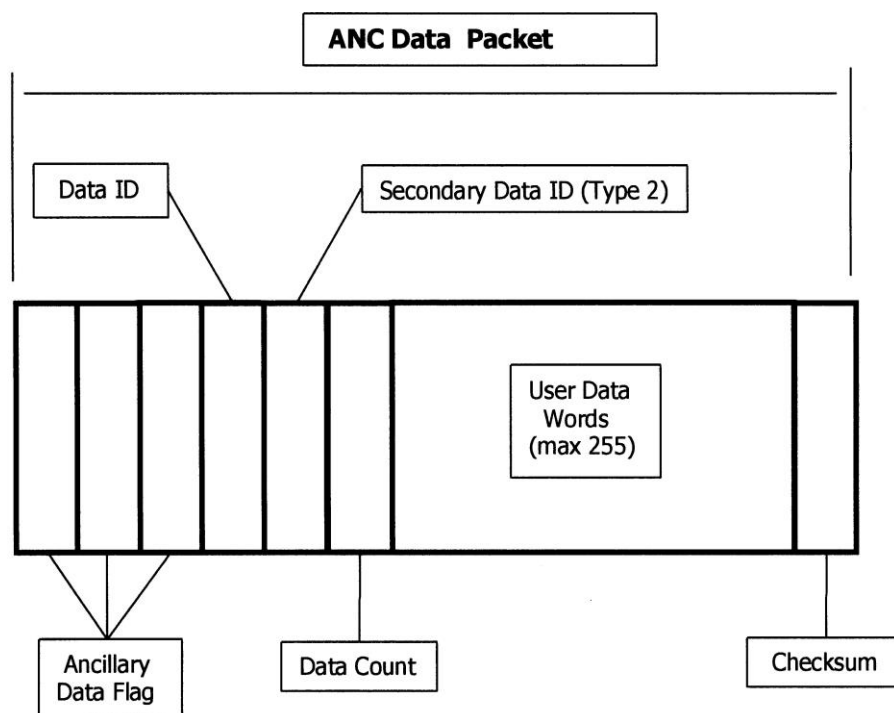 ANC Data Packet
Data ID
Secondary Data ID (Type 2)
User Data
Words
(max 255)
Ancillary
Data Flag
Data Count
Checksum